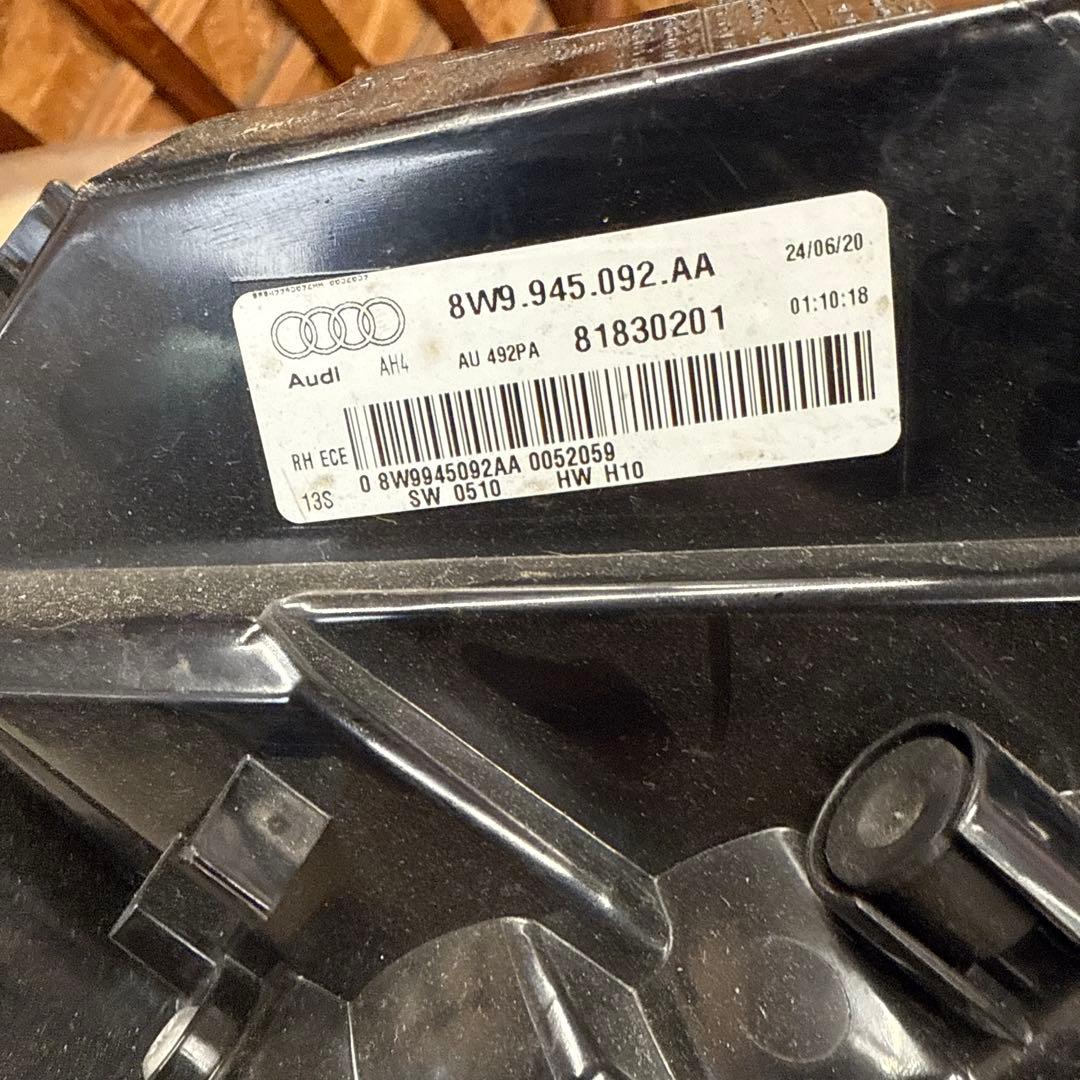 8W9.945.092.AA
24/06/20
Audi
AH4
AU 492PA
81830201
01:10:18
RH ECE
0 8W9945092AA 0052059
13S
SW 0510
HW H10